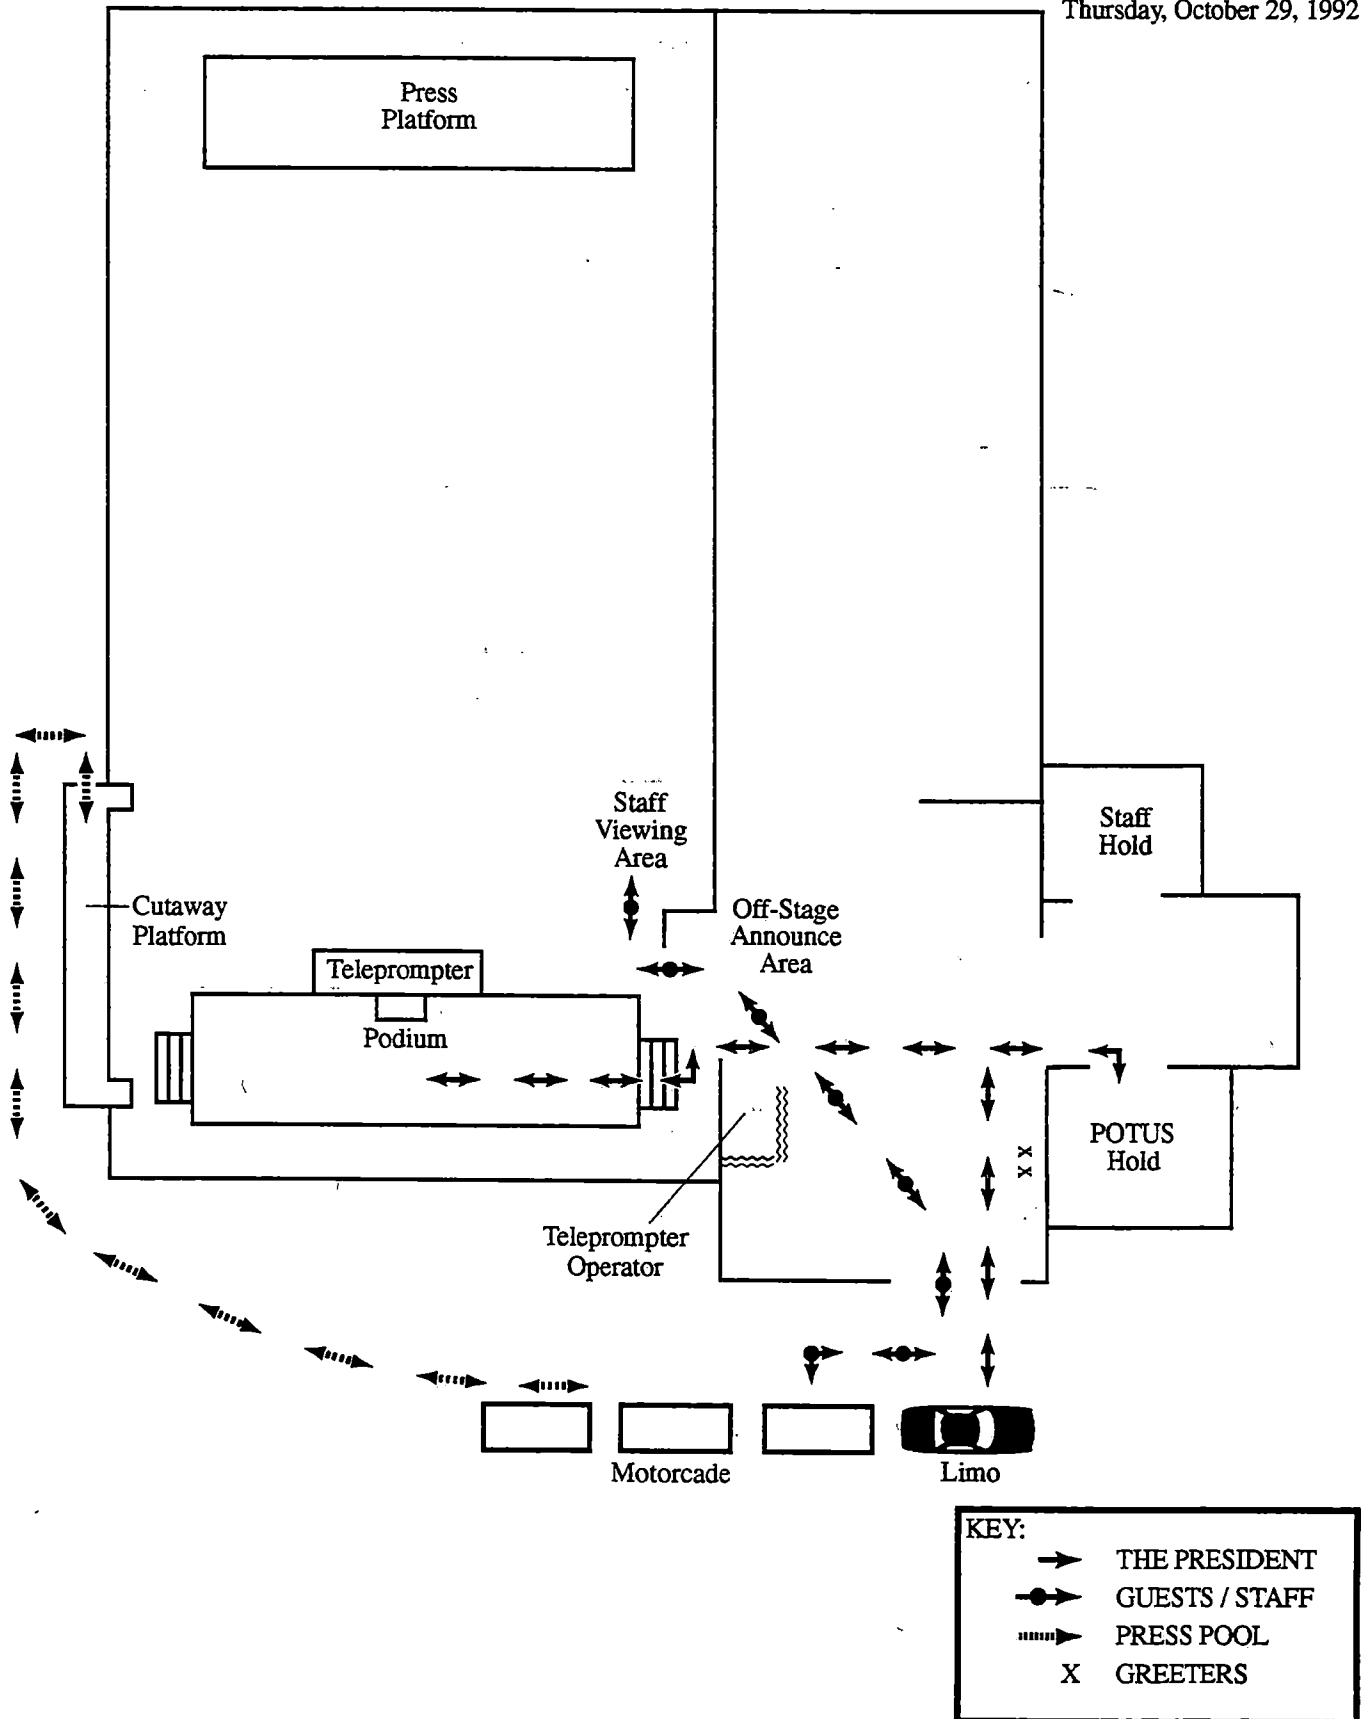 Thursday, October 29, 1992
Press
Platform
Staff
Viewing
Area
Staff
Hold
Cutaway
Platform
Off-Stage
Announce
Area
Teleprompter
Podium
POTUS
Hold
X X
X X
Teleprompter
Operator
Motorcade
Limo
KEY:
THE PRESIDENT
GUESTS / STAFF
PRESS POOL
X GREETERS